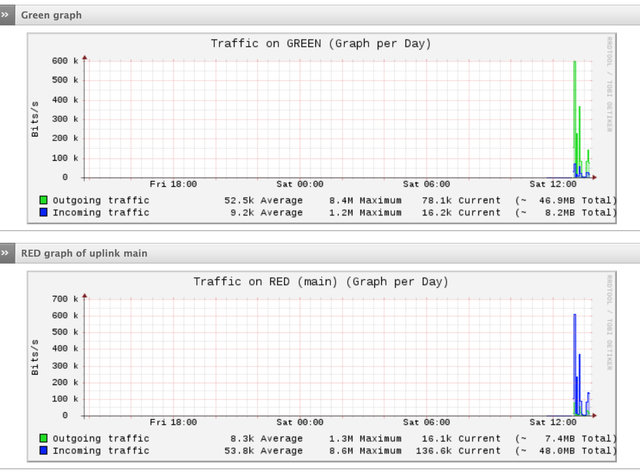 » Green graph
Traffic on GREEN (Graph per Day)
RRDTOOL / TOBI OETIKER
Bits/s
600 k
500 k
400 k
300 k
200 k
100 k
0
Fri 18:00 Sat 00:00 Sat 06:00 Sat 12:00
Outgoing traffic 52.5k Average 8.4M Maximum 78.1k Current (~ 46.9MB Total)
Incoming traffic 9.2k Average 1.2M Maximum 16.2k Current (~ 8.2MB Total)
» RED graph of uplink main
Traffic on RED (main) (Graph per Day)
RRDTOOL / TOBI OETIKER
Bits/s
700 k
600 k
500 k
400 k
300 k
200 k
100 k
0
Fri 18:00 Sat 00:00 Sat 06:00 Sat 12:00
Outgoing traffic 8.3k Average 1.3M Maximum 16.1k Current (~ 7.4MB Total)
Incoming traffic 53.8k Average 8.6M Maximum 136.6k Current (~ 48.0MB Total)